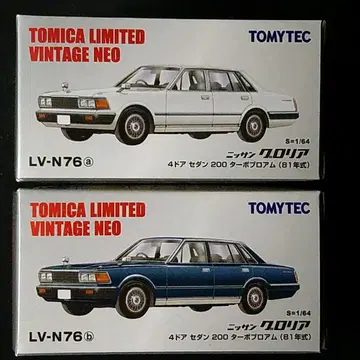 TOMICA LIMITED
VINTAGE NEO
TOMYTEC
S=1/64
LV-N76 a
ニッサン グロリア
4ドア セダン 200 ターボブロアム (81年式)
TOMICA LIMITED
VINTAGE NEO
TOMYTEC
S=1/64
LV-N76 b
ニッサン グロリア
4ドア セダン 200 ターボブロアム (81年式)